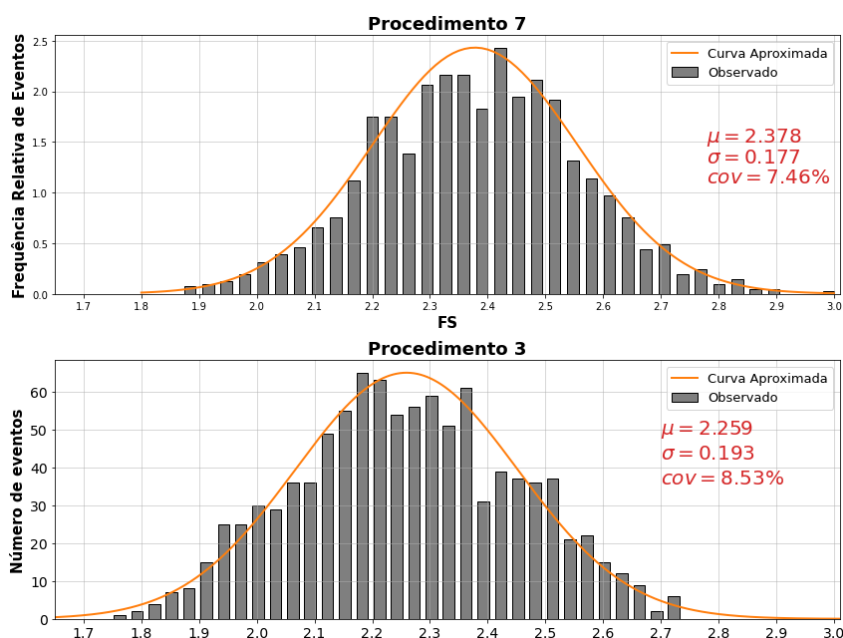 Procedimento 7
Frequência Relativa de Eventos
2.5
2.0
1.5
1.0
0.5
0.0
Curva Aproximada
Observado
μ = 2.378
σ = 0.177
cov = 7.46%
1.7 1.8 1.9 2.0 2.1 2.2 2.3 2.4 2.5 2.6 2.7 2.8 2.9 3.0
FS
Procedimento 3
Número de eventos
60
50
40
30
20
10
0
Curva Aproximada
Observado
μ = 2.259
σ = 0.193
cov = 8.53%
1.7 1.8 1.9 2.0 2.1 2.2 2.3 2.4 2.5 2.6 2.7 2.8 2.9 3.0